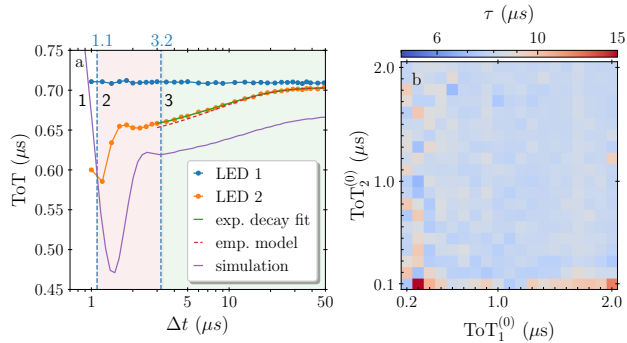 1.1
3.2
0.75
0.70
0.65
0.60
0.55
0.50
0.45
ToT (μs)
a
1
2
3
LED 1
LED 2
exp. decay fit
emp. model
simulation
1
5
10
50
Δt (μs)
τ (μs)
6
10
15
b
2.0
1.0
0.1
ToT₂⁽⁰⁾ (μs)
0.2
1.0
2.0
ToT₁⁽⁰⁾ (μs)